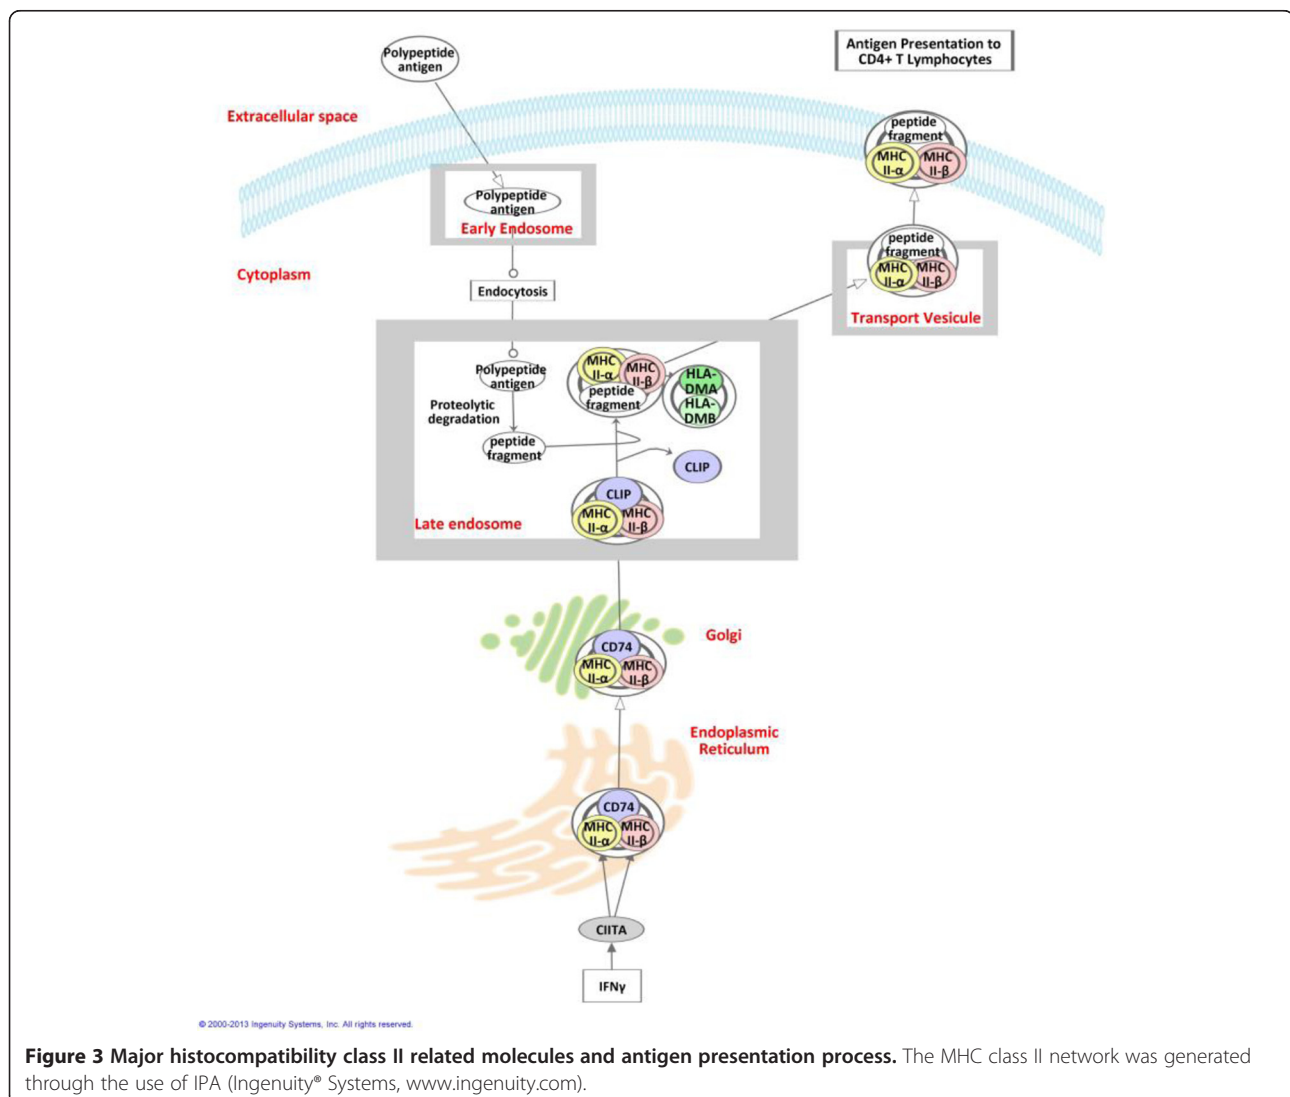 Polypeptide
antigen
Antigen Presentation to
CD4+ T Lymphocytes
Extracellular space
peptide
fragment
MHC
II-α
MHC
II-β
Polypeptide
antigen
Early Endosome
peptide
fragment
MHC
II-α
MHC
II-β
Transport Vesicule
Cytoplasm
Endocytosis
Polypeptide
antigen
Proteolytic
degradation
peptide
fragment
MHC
II-α
MHC
II-β
peptide
fragment
HLA-
DMA
HLA-
DMB
CLIP
CLIP
MHC
II-α
MHC
II-β
Late endosome
Golgi
CD74
MHC
II-α
MHC
II-β
Endoplasmic
Reticulum
CD74
MHC
II-α
MHC
II-β
CIITA
IFNγ
© 2000-2013 Ingenuity Systems, Inc. All rights reserved.
Figure 3 Major histocompatibility class II related molecules and antigen presentation process. The MHC class II network was generated
through the use of IPA (Ingenuity® Systems, www.ingenuity.com).